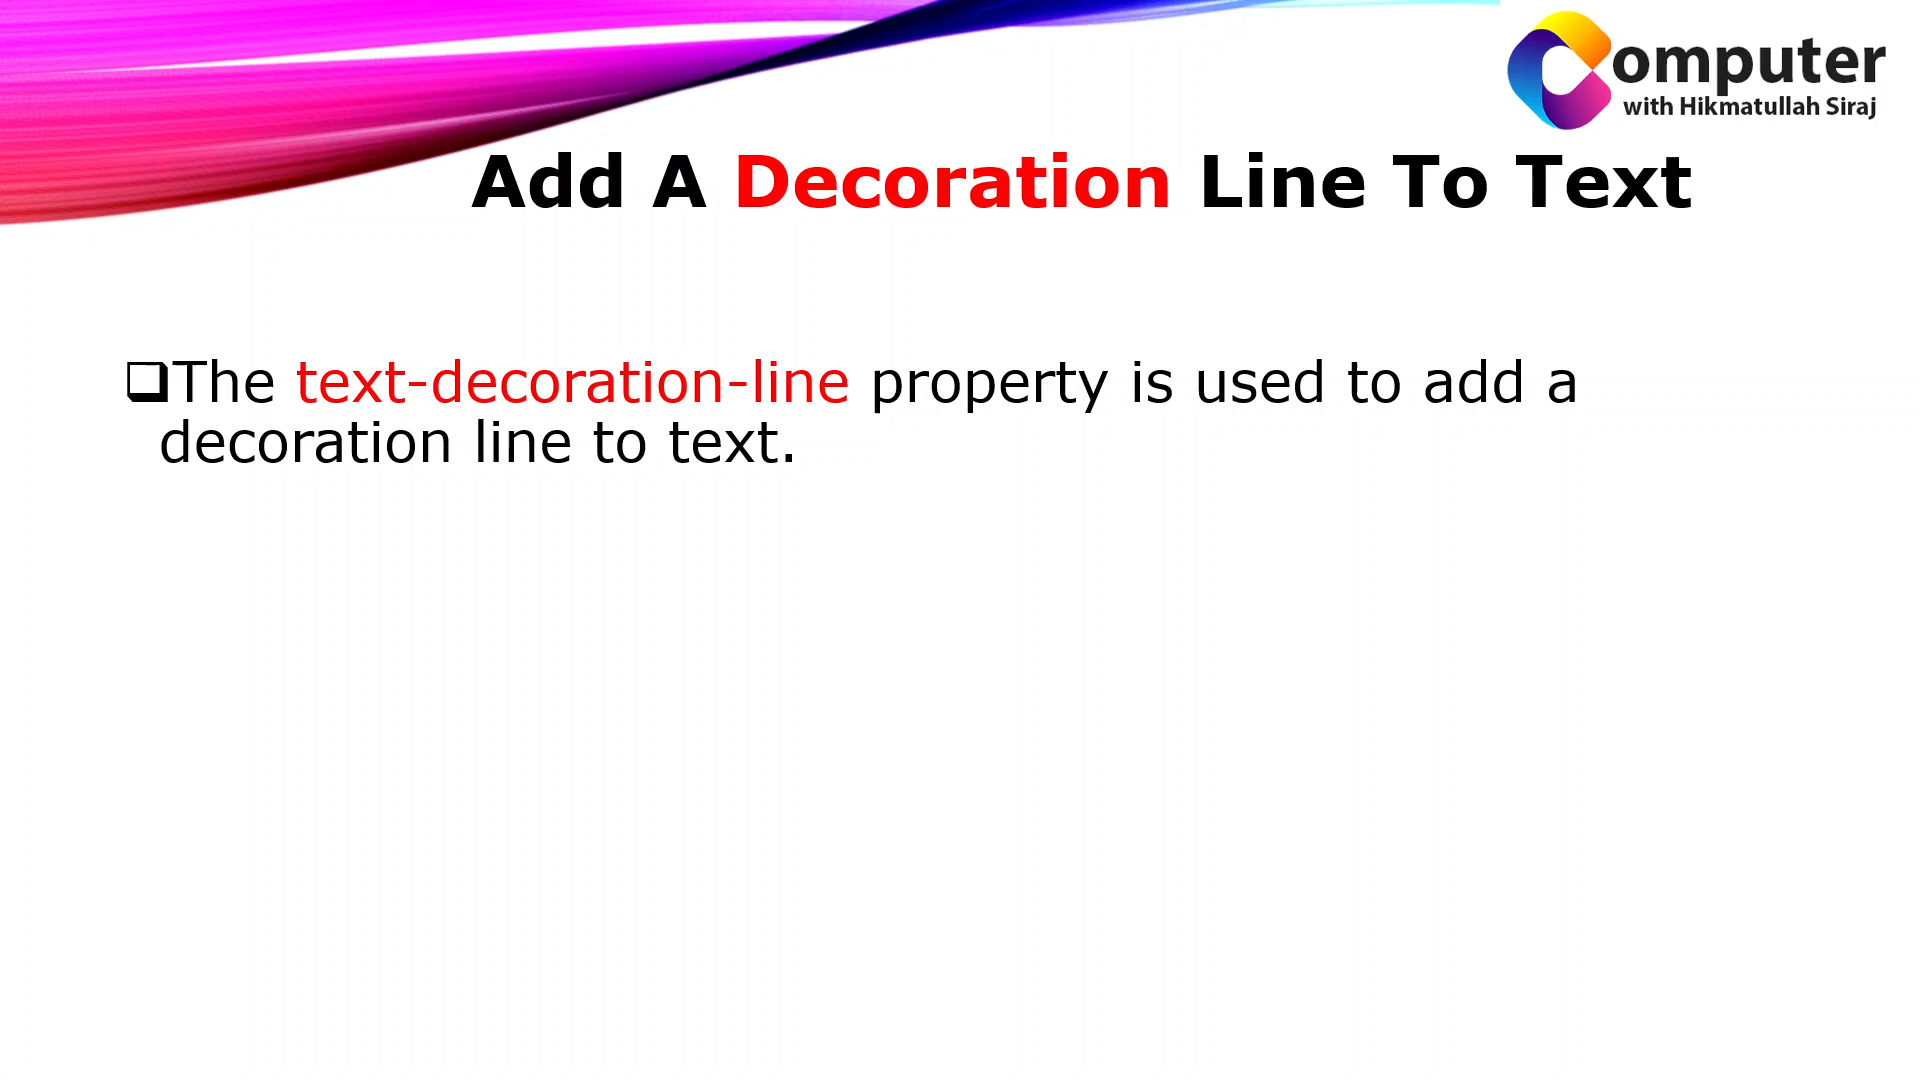 Computer
with Hikmatullah Siraj
Add A Decoration Line To Text
❑The text-decoration-line property is used to add a
decoration line to text.